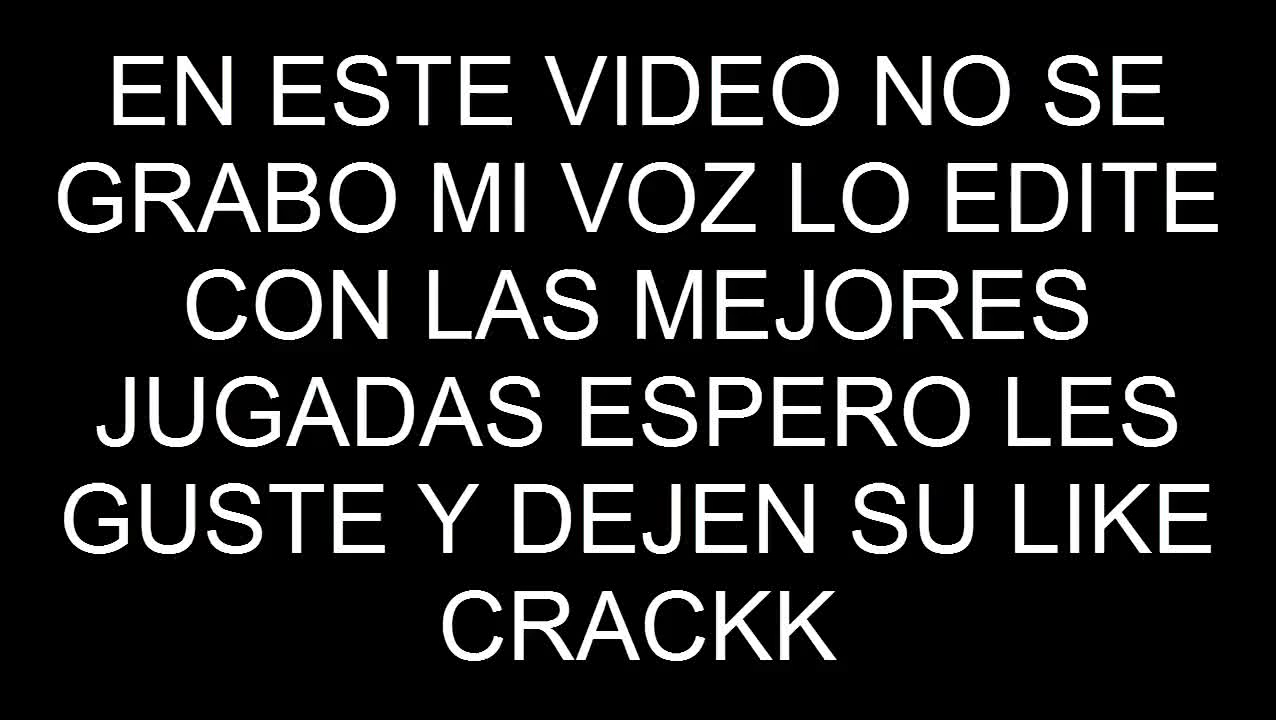 EN ESTE VIDEO NO SE
GRABO MI VOZ LO EDITE
CON LAS MEJORES
JUGADAS ESPERO LES
GUSTE Y DEJEN SU LIKE
CRACKK